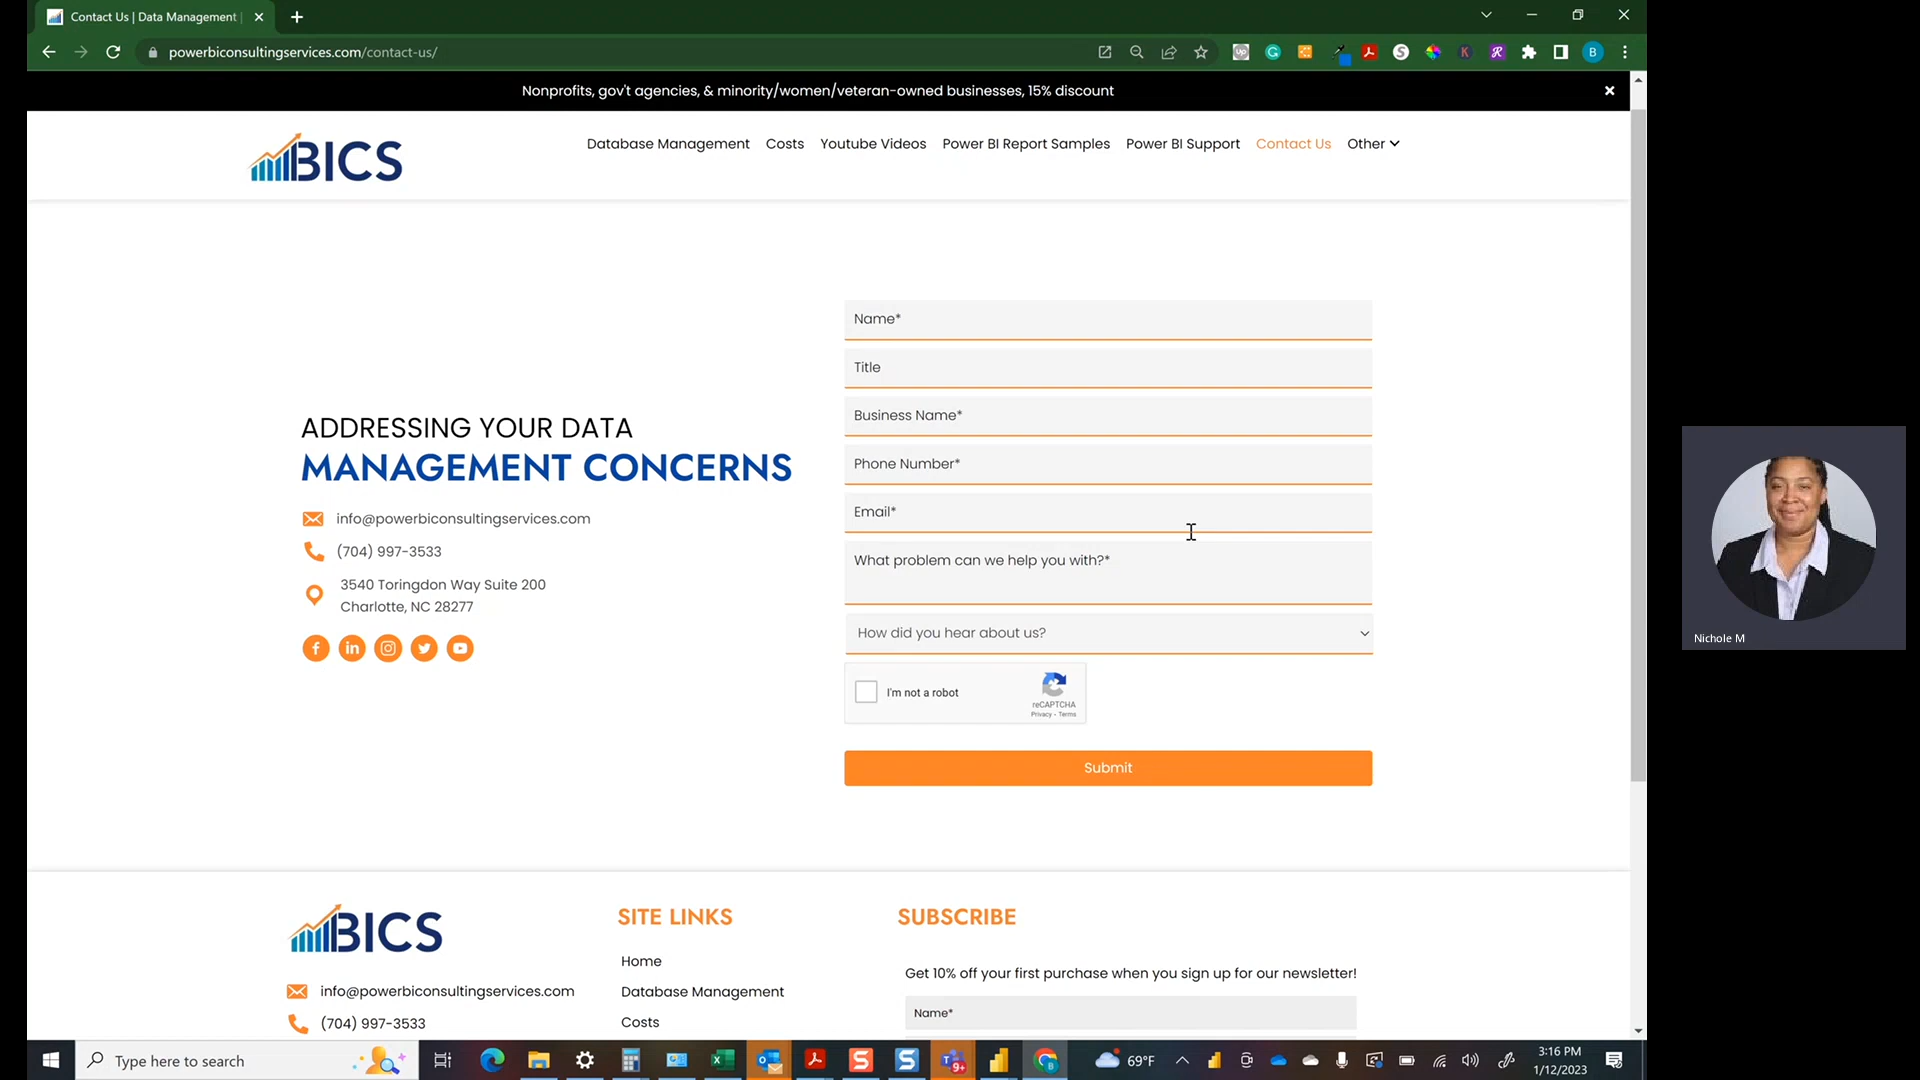 Contact Us | Data Management |
powerbiconsultingservices.com/contact-us/
B
Nonprofits, gov't agencies, & minority/women/veteran-owned businesses, 15% discount
BICS
Database Management Costs Youtube Videos Power BI Report Samples Power BI Support Contact Us Other
Name*
Title
Business Name*
Phone Number*
Email*
What problem can we help you with?*
How did you hear about us?
I'm not a robot
reCAPTCHA
Privacy - Terms
Submit
ADDRESSING YOUR DATA
MANAGEMENT CONCERNS
info@powerbiconsultingservices.com
(704) 997-3533
3540 Toringdon Way Suite 200
Charlotte, NC 28277
Nichole M
BICS
info@powerbiconsultingservices.com
(704) 997-3533
SITE LINKS
Home
Database Management
Costs
SUBSCRIBE
Get 10% off your first purchase when you sign up for our newsletter!
Name*
Type here to search
9+
69°F
3:16 PM
1/12/2023